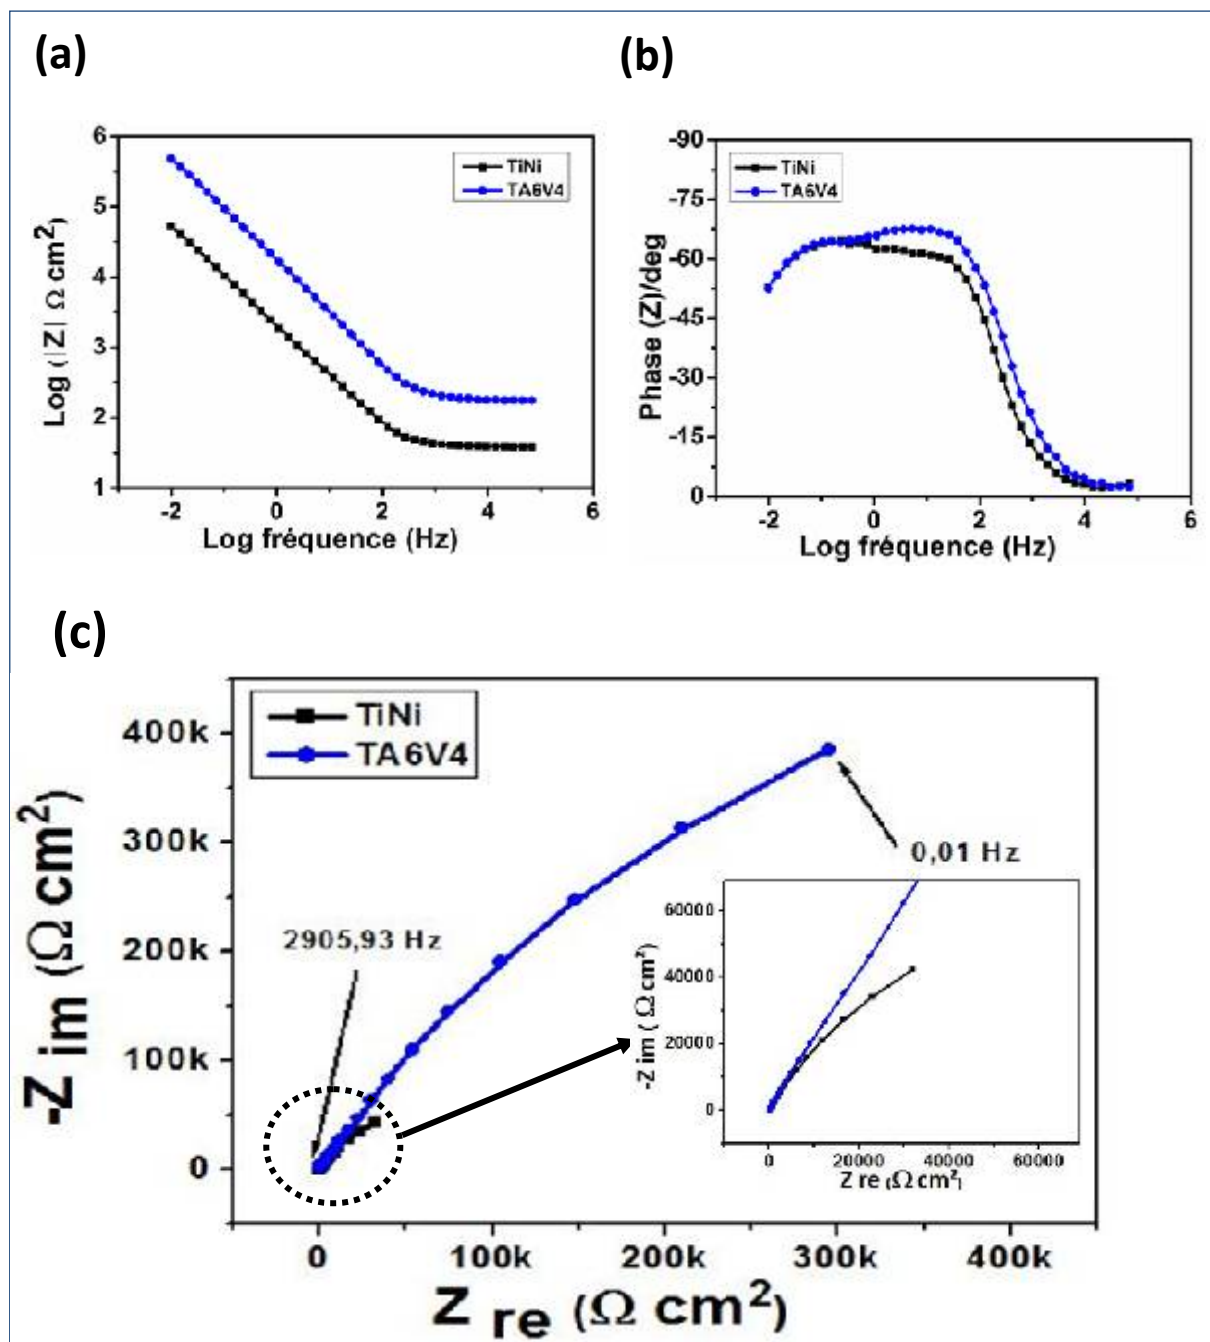 (a)
(b)
6
5
4
3
2
1
Log (|Z| Ω cm²)
TiNi
TA6V4
-2
0
2
4
6
Log fréquence (Hz)
-90
-75
-60
-45
-30
-15
0
Phase (Z)/deg
TiNi
TA6V4
-2
0
2
4
6
Log fréquence (Hz)
(c)
400k
300k
200k
100k
0
-Z im (Ω cm²)
TiNi
TA6V4
0,01 Hz
2905,93 Hz
60000
40000
20000
0
-Z im ( Ω cm²)
0
20000
40000
60000
Z re (Ω cm²)
0
100k
200k
300k
400k
Z re (Ω cm²)